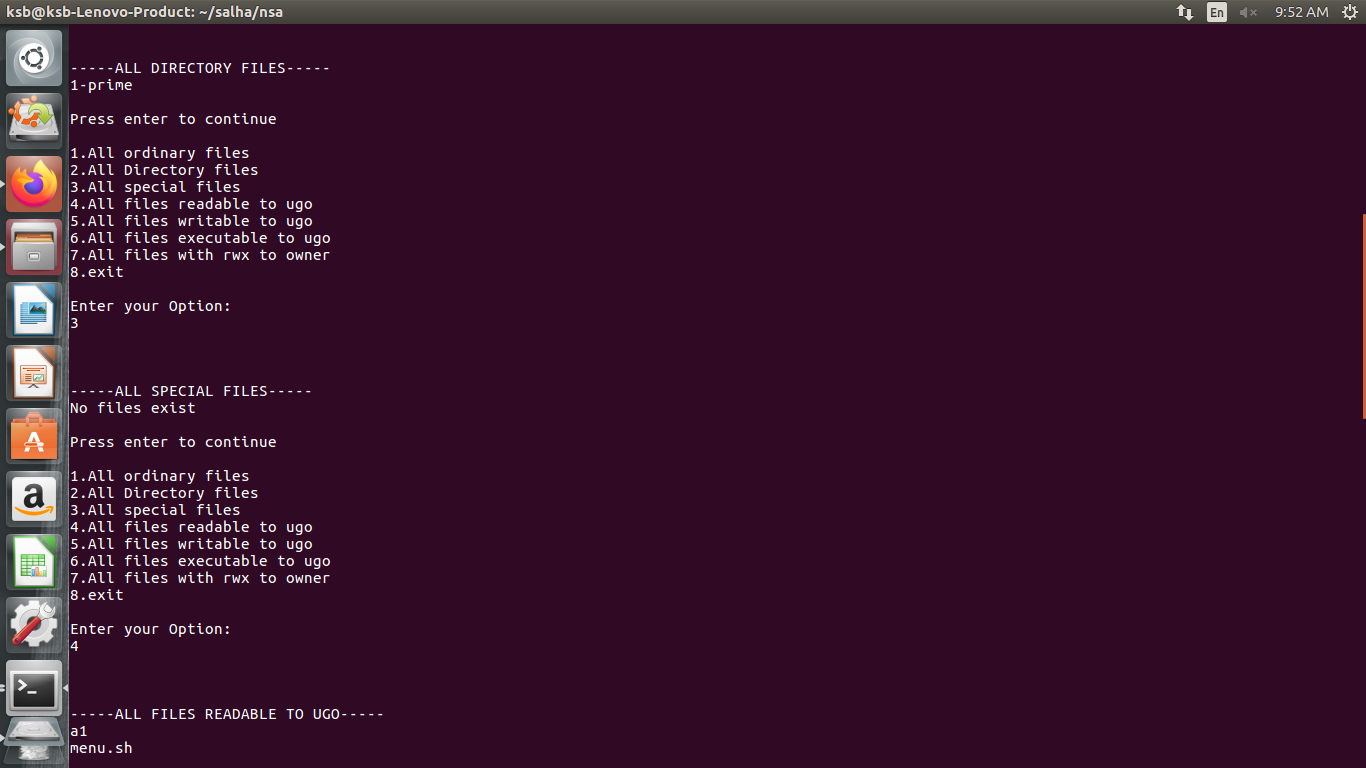 ksb@ksb-Lenovo-Product: ~/salha/nsa
En
9:52 AM
-----ALL DIRECTORY FILES-----
1-prime
Press enter to continue
1.All ordinary files
2.All Directory files
3.All special files
4.All files readable to ugo
5.All files writable to ugo
6.All files executable to ugo
7.All files with rwx to owner
8.exit
Enter your Option:
3
-----ALL SPECIAL FILES-----
No files exist
Press enter to continue
1.All ordinary files
2.All Directory files
3.All special files
4.All files readable to ugo
5.All files writable to ugo
6.All files executable to ugo
7.All files with rwx to owner
8.exit
Enter your Option:
4
-----ALL FILES READABLE TO UGO-----
a1
menu.sh